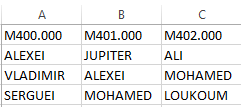 A B C
M400.000 M401.000 M402.000
ALEXEI JUPITER ALI
VLADIMIR ALEXEI MOHAMED
SERGUEI MOHAMED LOUKOUM